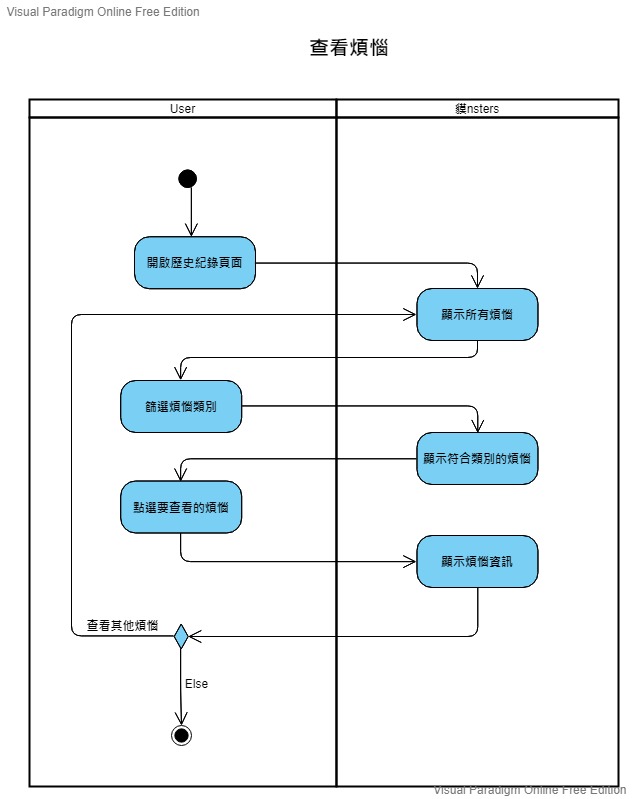 Visual Paradigm Online Free Edition
查看煩惱
User
貘nsters
開啟歷史紀錄頁面
顯示所有煩惱
篩選煩惱類別
顯示符合類別的煩惱
點選要查看的煩惱
顯示煩惱資訊
查看其他煩惱
Else
Visual Paradigm Online Free Edition